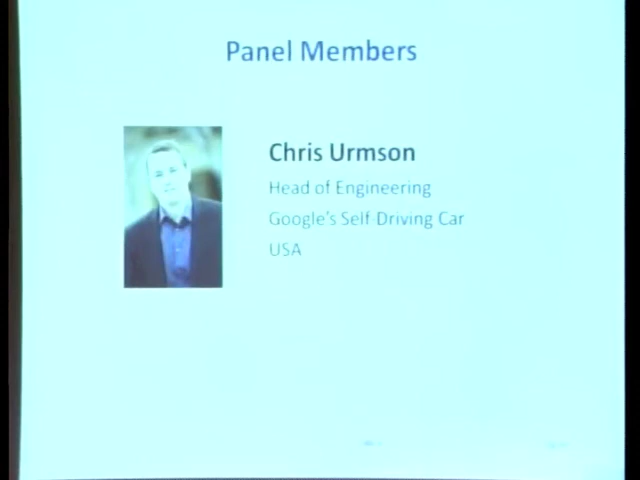 Panel Members
Chris Urmson
Head of Engineering
Google's Self-Driving Car
USA